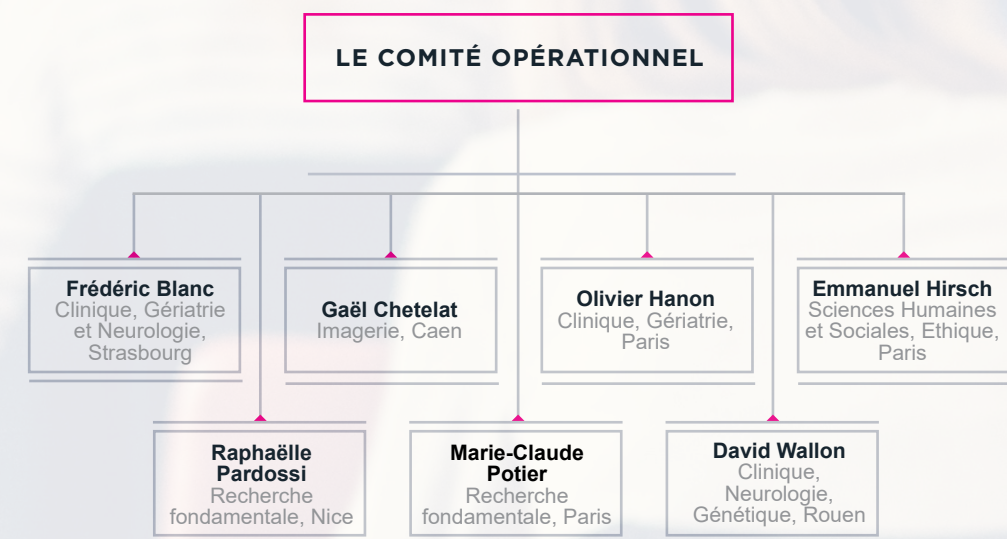 LE COMITÉ OPÉRATIONNEL
Frédéric Blanc
Clinique, Gériatrie
et Neurologie,
Strasbourg
Gaël Chetelat
Imagerie, Caen
Olivier Hanon
Clinique, Gériatrie,
Paris
Emmanuel Hirsch
Sciences Humaines
et Sociales, Ethique,
Paris
Raphaëlle
Pardossi
Recherche
fondamentale, Nice
Marie-Claude
Potier
Recherche
fondamentale, Paris
David Wallon
Clinique,
Neurologie,
Génétique, Rouen